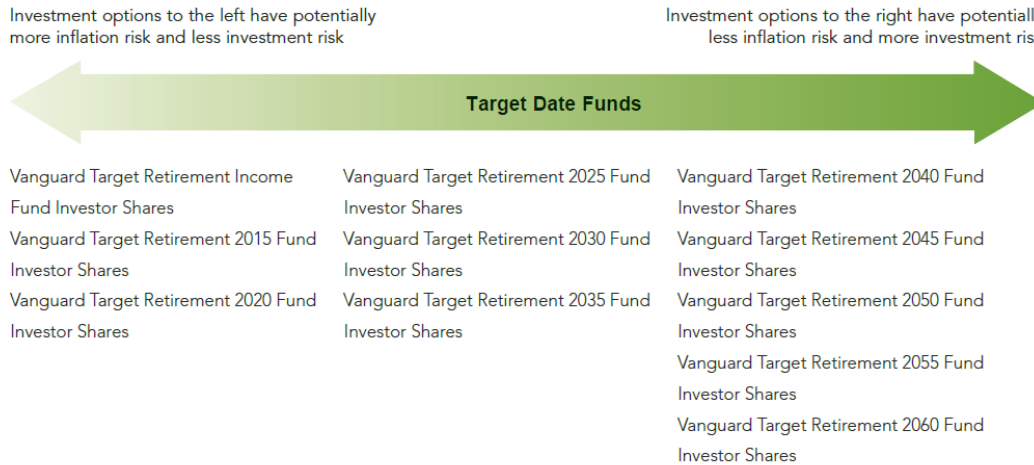 Investment options to the left have potentially
more inflation risk and less investment risk
Investment options to the right have potentiall
less inflation risk and more investment ris
Target Date Funds
Vanguard Target Retirement Income
Fund Investor Shares
Vanguard Target Retirement 2015 Fund
Investor Shares
Vanguard Target Retirement 2020 Fund
Investor Shares
Vanguard Target Retirement 2025 Fund
Investor Shares
Vanguard Target Retirement 2030 Fund
Investor Shares
Vanguard Target Retirement 2035 Fund
Investor Shares
Vanguard Target Retirement 2040 Fund
Investor Shares
Vanguard Target Retirement 2045 Fund
Investor Shares
Vanguard Target Retirement 2050 Fund
Investor Shares
Vanguard Target Retirement 2055 Fund
Investor Shares
Vanguard Target Retirement 2060 Fund
Investor Shares